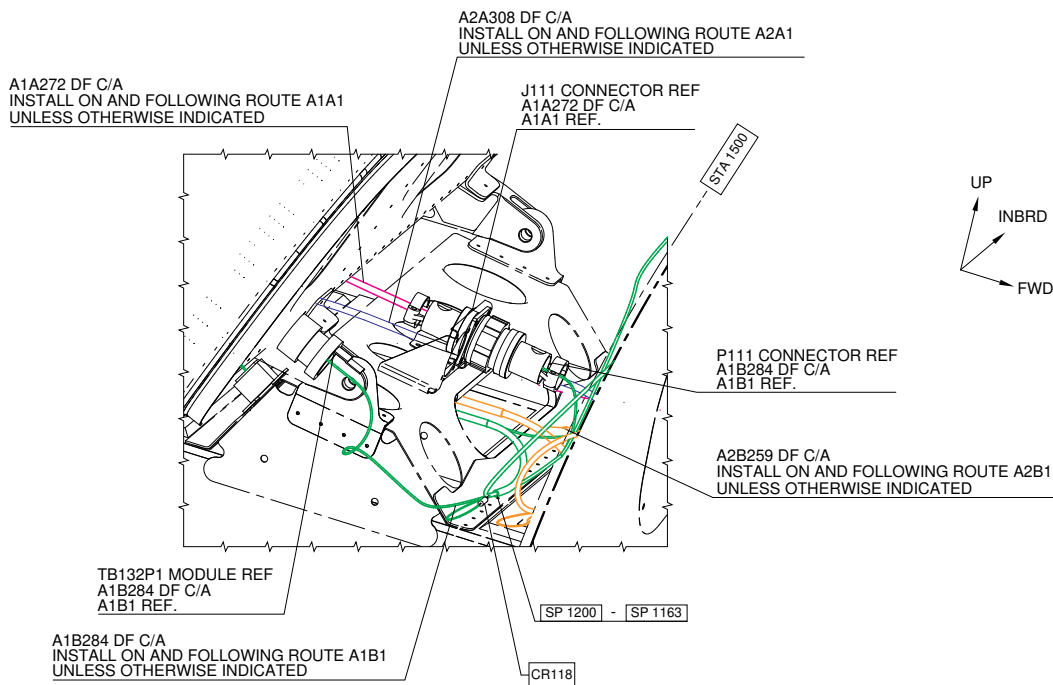 A2A308 DF C/A
INSTALL ON AND FOLLOWING ROUTE A2A1
UNLESS OTHERWISE INDICATED
A1A272 DF C/A
INSTALL ON AND FOLLOWING ROUTE A1A1
UNLESS OTHERWISE INDICATED
J111 CONNECTOR REF
A1A272 DF C/A
A1A1 REF.
STA 1500
UP
INBRD
FWD
P111 CONNECTOR REF
A1B284 DF C/A
A1B1 REF.
A2B259 DF C/A
INSTALL ON AND FOLLOWING ROUTE A2B1
UNLESS OTHERWISE INDICATED
TB132P1 MODULE REF
A1B284 DF C/A
A1B1 REF.
SP 1200 - SP 1163
A1B284 DF C/A
INSTALL ON AND FOLLOWING ROUTE A1B1
UNLESS OTHERWISE INDICATED
CR118